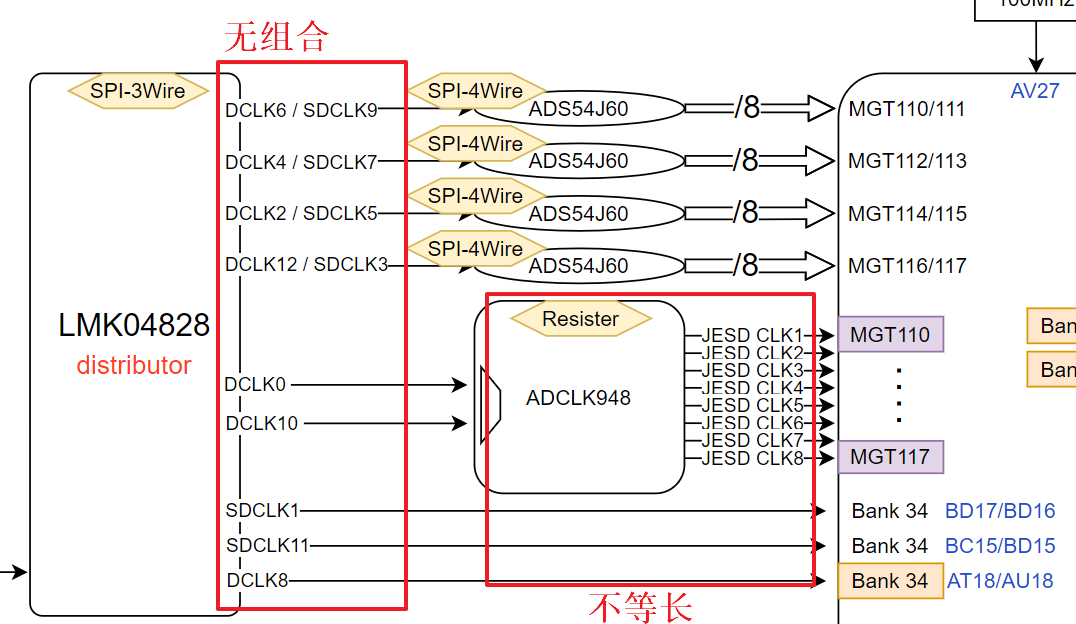 无组合
SPI-3Wire
DCLK6 / SDCLK9
SPI-4Wire
ADS54J60
/8
MGT110/111
AV27
DCLK4 / SDCLK7
SPI-4Wire
ADS54J60
/8
MGT112/113
DCLK2 / SDCLK5
SPI-4Wire
ADS54J60
/8
MGT114/115
DCLK12 / SDCLK3
SPI-4Wire
ADS54J60
/8
MGT116/117
LMK04828
distributor
Resister
ADCLK948
DCLK0
DCLK10
JESD CLK1
JESD CLK2
JESD CLK3
JESD CLK4
JESD CLK5
JESD CLK6
JESD CLK7
JESD CLK8
MGT110
MGT117
Ban
Ban
SDCLK1
Bank 34 BD17/BD16
SDCLK11
Bank 34 BC15/BD15
DCLK8
Bank 34 AT18/AU18
不等长